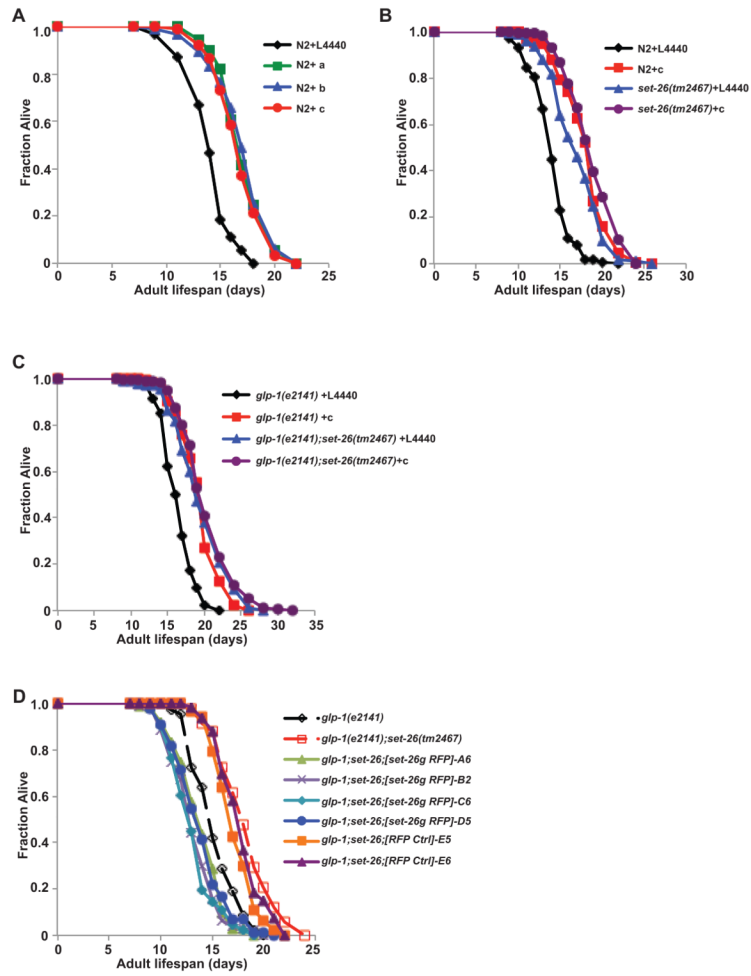 A
Fraction Alive
1.0
0.8
0.6
0.4
0.2
0
0 5 10 15 20 25
Adult lifespan (days)
N2+L4440
N2+ a
N2+ b
N2+ c
B
Fraction Alive
1.0
0.8
0.6
0.4
0.2
0
0 5 10 15 20 25 30
Adult lifespan (days)
N2+L4440
N2+c
set-26(tm2467)+L4440
set-26(tm2467)+c
C
Fraction Alive
1.0
0.8
0.6
0.4
0.2
0
0 5 10 15 20 25 30 35
Adult lifespan (days)
glp-1(e2141) +L4440
glp-1(e2141) +c
glp-1(e2141);set-26(tm2467) +L4440
glp-1(e2141);set-26(tm2467)+c
D
Fraction Alive
1.0
0.8
0.6
0.4
0.2
0
0 5 10 15 20 25
Adult lifespan (days)
glp-1(e2141)
glp-1(e2141);set-26(tm2467)
glp-1;set-26;[set-26g RFP]-A6
glp-1;set-26;[set-26g RFP]-B2
glp-1;set-26;[set-26g RFP]-C6
glp-1;set-26;[set-26g RFP]-D5
glp-1;set-26;[RFP Ctrl]-E5
glp-1;set-26;[RFP Ctrl]-E6